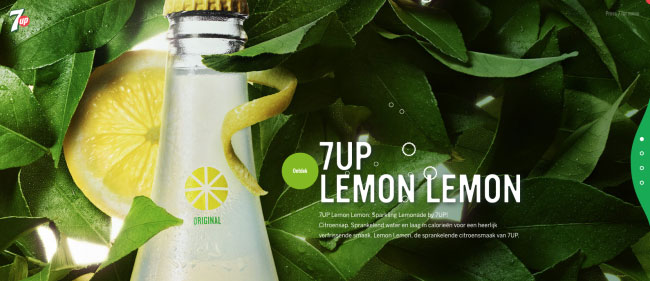 7up
7UP
LEMON LEMON
Ontdek
ORIGINAL
7UP Lemon Lemon: Sparkling Lemonade by 7UP!
Citroensap. Sprankelend water en laag in calorieën voor een heerlijk
verfrissende smaak. Lemon Lemon, de sprankelende citroensmaak van 7UP.